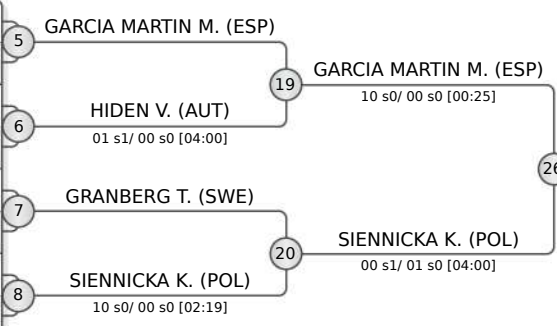 GARCIA MARTIN M. (ESP)
5
19
GARCIA MARTIN M. (ESP)
10 s0/ 00 s0 [00:25]
HIDEN V. (AUT)
6
01 s1/ 00 s0 [04:00]
26
GRANBERG T. (SWE)
7
20
SIENNICKA K. (POL)
00 s1/ 01 s0 [04:00]
SIENNICKA K. (POL)
8
10 s0/ 00 s0 [02:19]